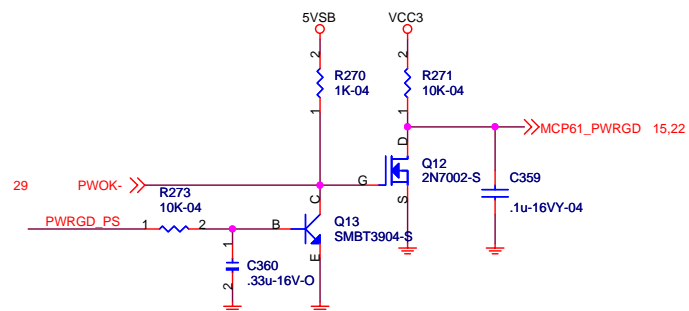 5VSB
VCC3
2
2
R270
1K-04
R271
10K-04
1
1
MCP61_PWRGD 15,22
D
Q12
2N7002-S
G
S
C359
.1u-16VY-04
29
PWOK-
R273
10K-04
C
PWRGD_PS
1
2
B
Q13
SMBT3904-S
E
1
C360
.33u-16V-O
2